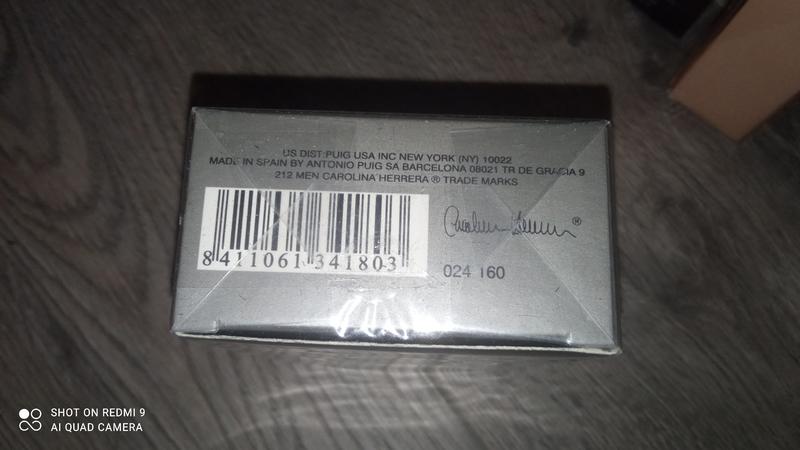 US DIST: PUIG USA INC NEW YORK (NY) 10022
MADE IN SPAIN BY ANTONIO PUIG SA BARCELONA 08021 TR DE GRACIA 9
212 MEN CAROLINA HERRERA ® TRADE MARKS
Carolina Herrera ®
8 411061 341803
024 160
SHOT ON REDMI 9
AI QUAD CAMERA